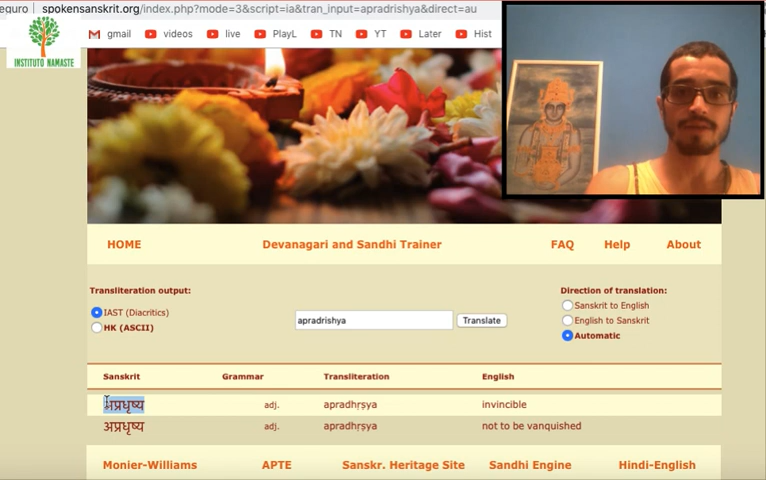 eguro | spokensanskrit.org/index.php?mode=3&script=ia&tran_input=apradrishya&direct=au
gmail videos live PlayL TN YT Later Hist
INSTITUTO NAMASTE
HOME Devanagari and Sandhi Trainer FAQ Help About
Transliteration output: Direction of translation:
IAST (Diacritics) Sanskrit to English
HK (ASCII) apradrishya Translate English to Sanskrit
Automatic
Sanskrit Grammar Transliteration English
अप्रधृष्य adj. apradhṛṣya invincible
अप्रधृष्य adj. apradhṛṣya not to be vanquished
Monier-Williams APTE Sanskr. Heritage Site Sandhi Engine Hindi-English